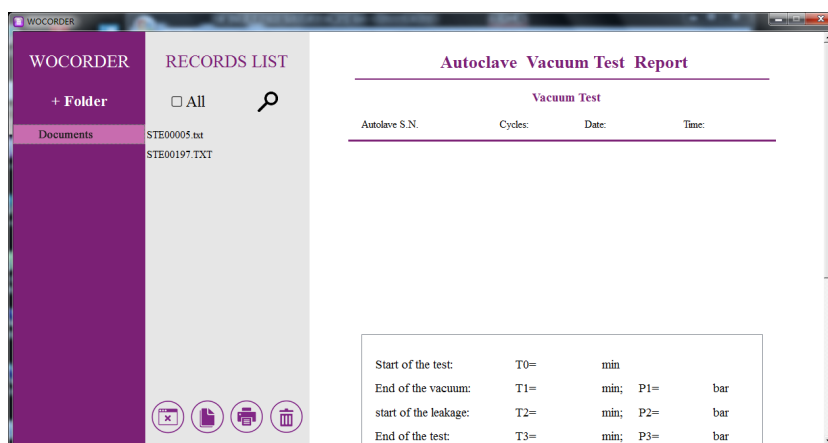 WOCORDER
WOCORDER
+ Folder
Documents
RECORDS LIST
All
STE00005.txt
STE00197.TXT
Autoclave Vacuum Test Report
Vacuum Test
Autolave S.N. Cycles: Date: Time:
Start of the test: T0= min
End of the vacuum: T1= min; P1= bar
start of the leakage: T2= min; P2= bar
End of the test: T3= min; P3= bar